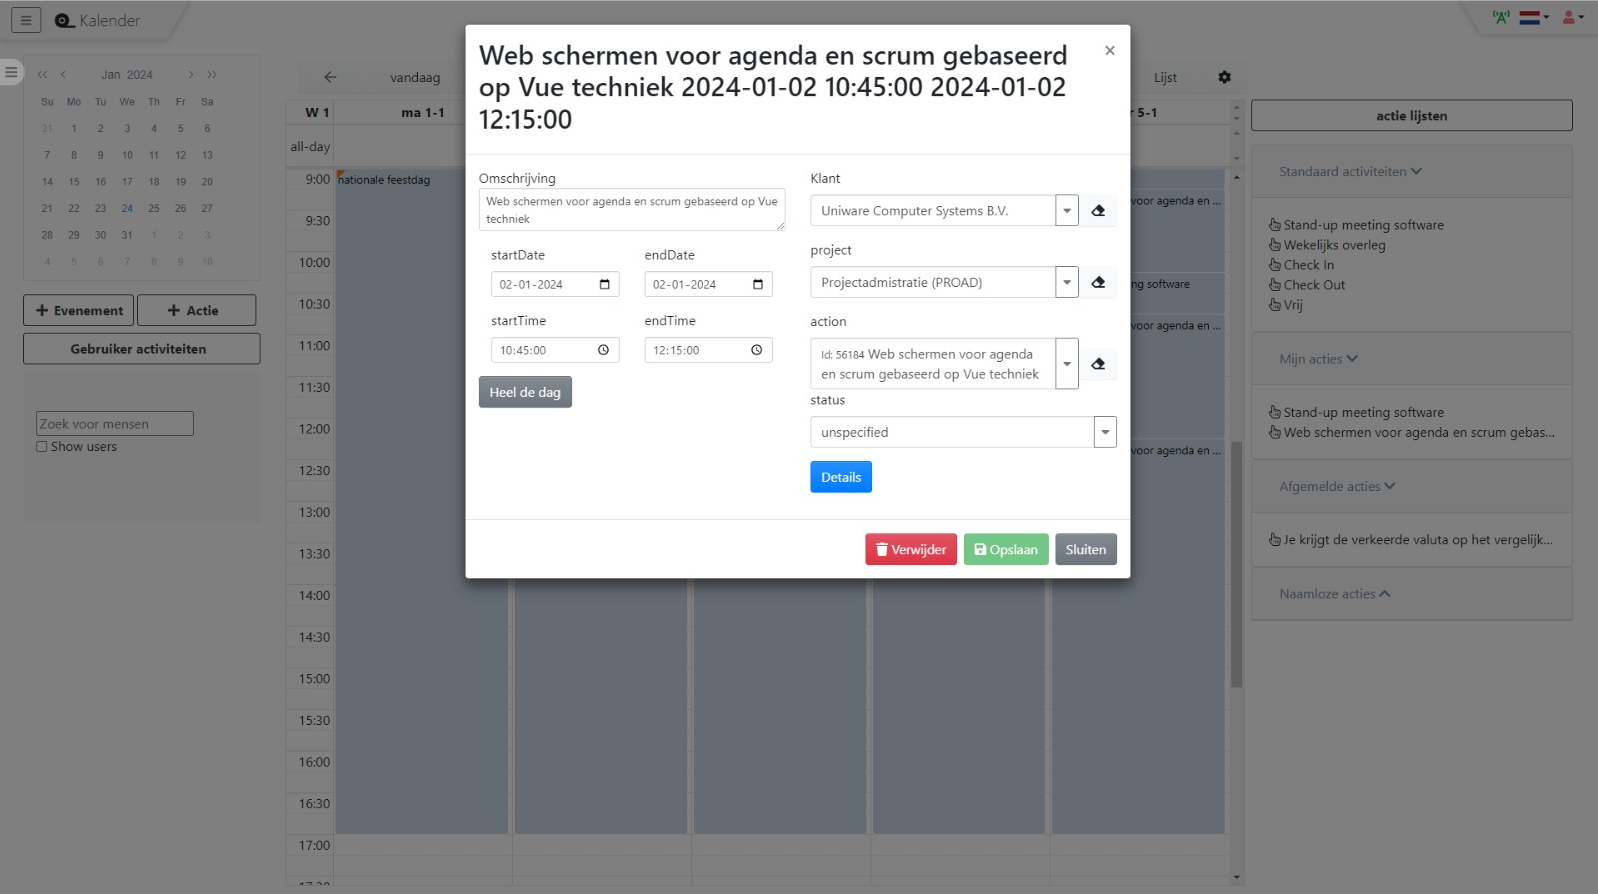 Kalender
Jan 2024
Su Mo Tu We Th Fr Sa
31 1 2 3 4 5 6
7 8 9 10 11 12 13
14 15 16 17 18 19 20
21 22 23 24 25 26 27
28 29 30 31 1 2 3
4 5 6 7 8 9 10
Evenement
Actie
Gebruiker activiteiten
Zoek voor mensen
Show users
vandaag
Lijst
W 1
ma 1-1
r 5-1
all-day
9:00
nationale feestdag
9:30
10:00
10:30
11:00
11:30
12:00
12:30
13:00
13:30
14:00
14:30
15:00
15:30
16:00
16:30
17:00
17:30
voor agenda en ...
ng software
voor agenda en ...
voor agenda en ...
Web schermen voor agenda en scrum gebaseerd
op Vue techniek 2024-01-02 10:45:00 2024-01-02
12:15:00
×
Omschrijving
Web schermen voor agenda en scrum gebaseerd op Vue
techniek
startDate
endDate
02-01-2024
02-01-2024
startTime
endTime
10:45:00
12:15:00
Heel de dag
Klant
Uniware Computer Systems B.V.
project
Projectadmistratie (PROAD)
action
Id: 56184 Web schermen voor agenda
en scrum gebaseerd op Vue techniek
status
unspecified
Details
Verwijder
Opslaan
Sluiten
actie lijsten
Standaard activiteiten
Stand-up meeting software
Wekelijks overleg
Check In
Check Out
Vrij
Mijn acties
Stand-up meeting software
Web schermen voor agenda en scrum gebas...
Afgemelde acties
Je krijgt de verkeerde valuta op het vergelijk...
Naamloze acties